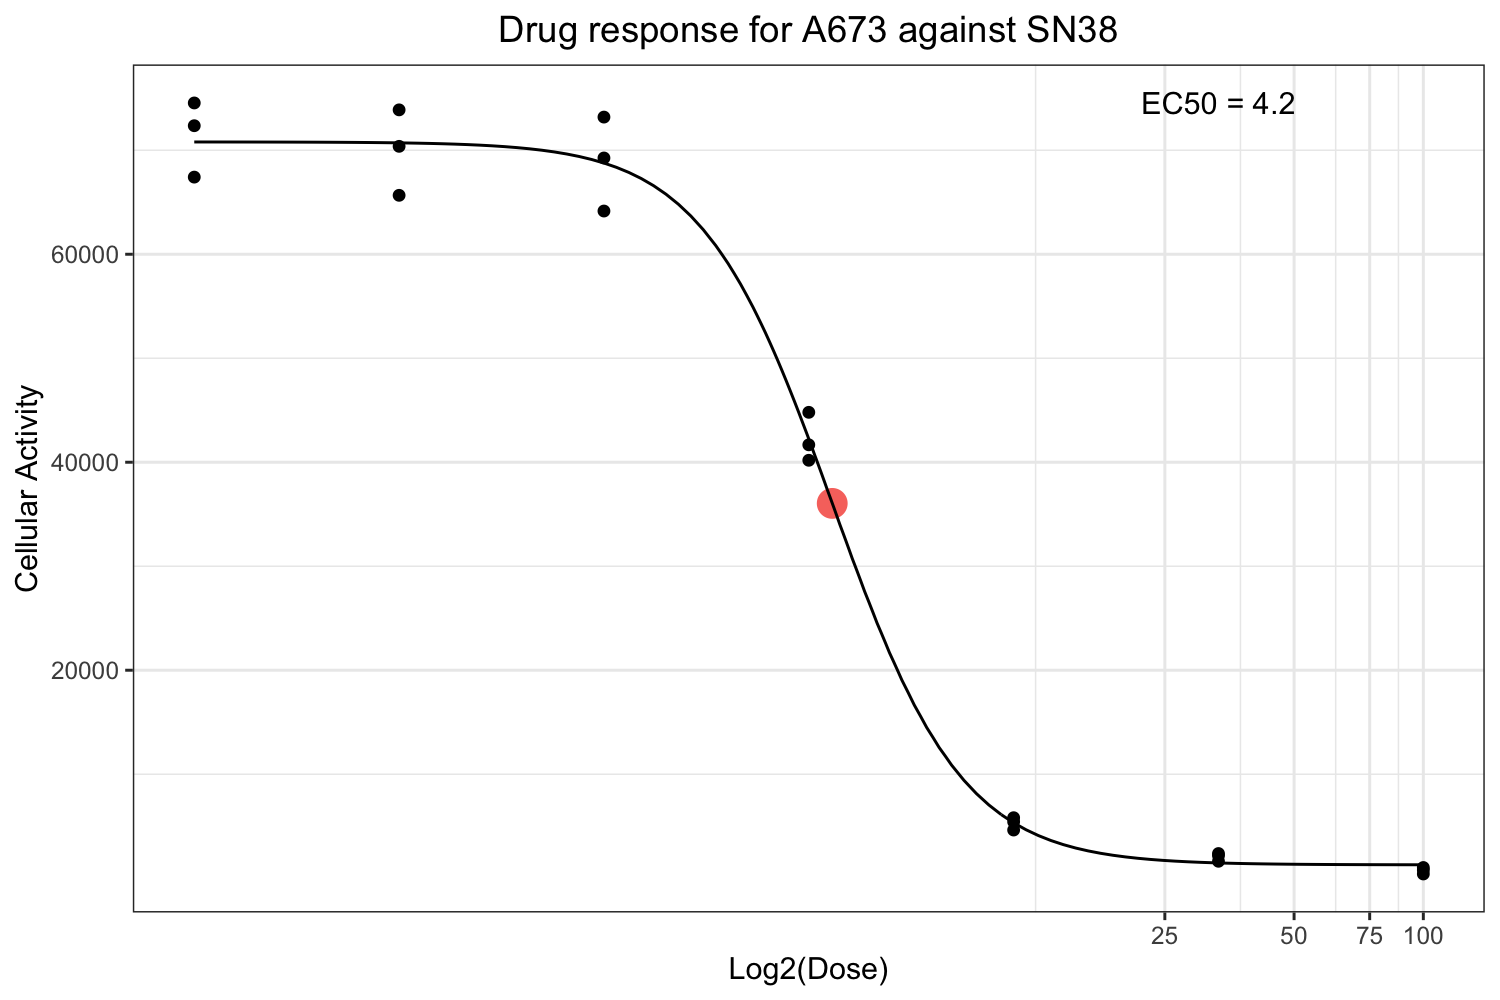 Drug response for A673 against SN38
EC50 = 4.2
60000
40000
20000
Cellular Activity
25 50 75 100
Log2(Dose)